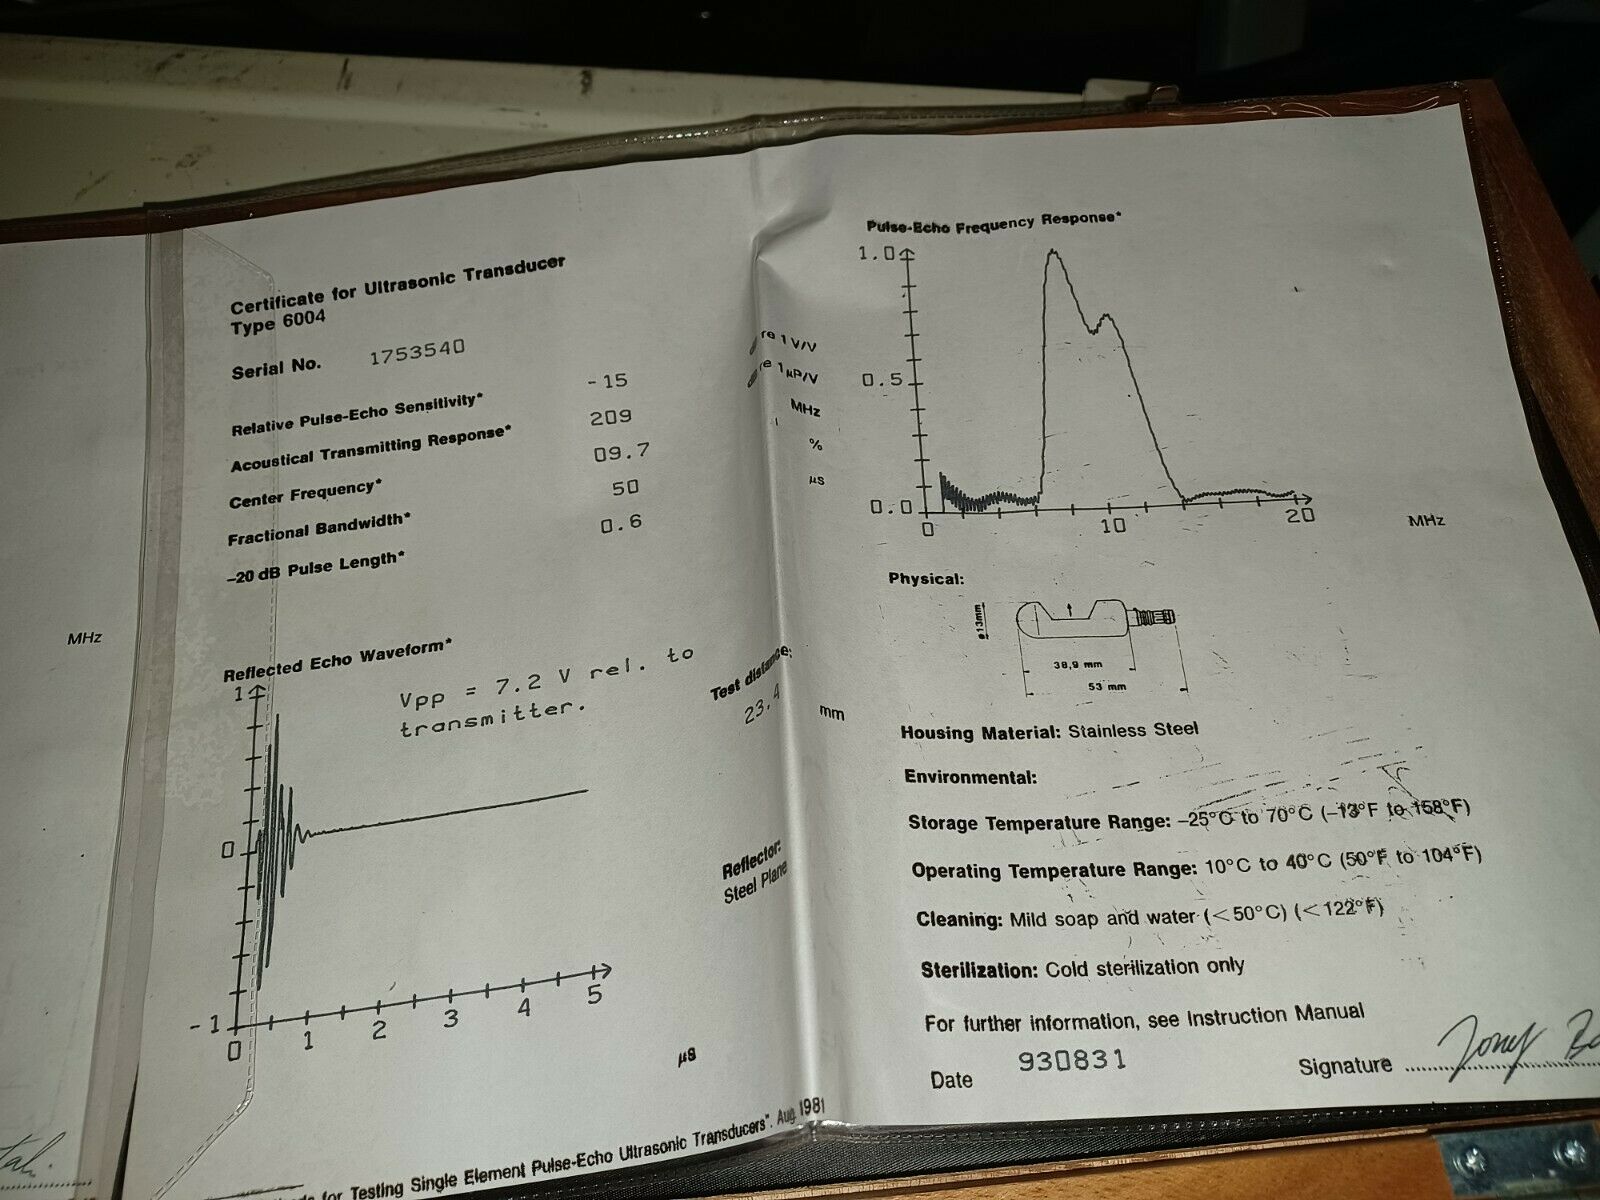 MHz
Certificate for Ultrasonic Transducer
Type 6004
Serial No. 1753540
Relative Pulse-Echo Sensitivity* -15 re 1 V/V
Acoustical Transmitting Response* 209 re 1 µP/V
Center Frequency* 09.7 MHz
Fractional Bandwidth* 50 %
-20 dB Pulse Length* 0.6 µs
Reflected Echo Waveform*
Vpp = 7.2 V rel. to
transmitter.
Test distance:
23.4 mm
Reflector:
Steel Plane
1
0
-1
0 1 2 3 4 5
µs
for Testing Single Element Pulse-Echo Ultrasonic Transducers". Aug 1981
Pulse-Echo Frequency Response*
1.0
0.5
0.0
0 10 20
MHz
Physical:
ø13mm
38,9 mm
53 mm
Housing Material: Stainless Steel
Environmental:
Storage Temperature Range: -25°C to 70°C (-13°F to 158°F)
Operating Temperature Range: 10°C to 40°C (50°F to 104°F)
Cleaning: Mild soap and water (<50°C) (<122°F)
Sterilization: Cold sterilization only
For further information, see Instruction Manual
Date 930831 Signature